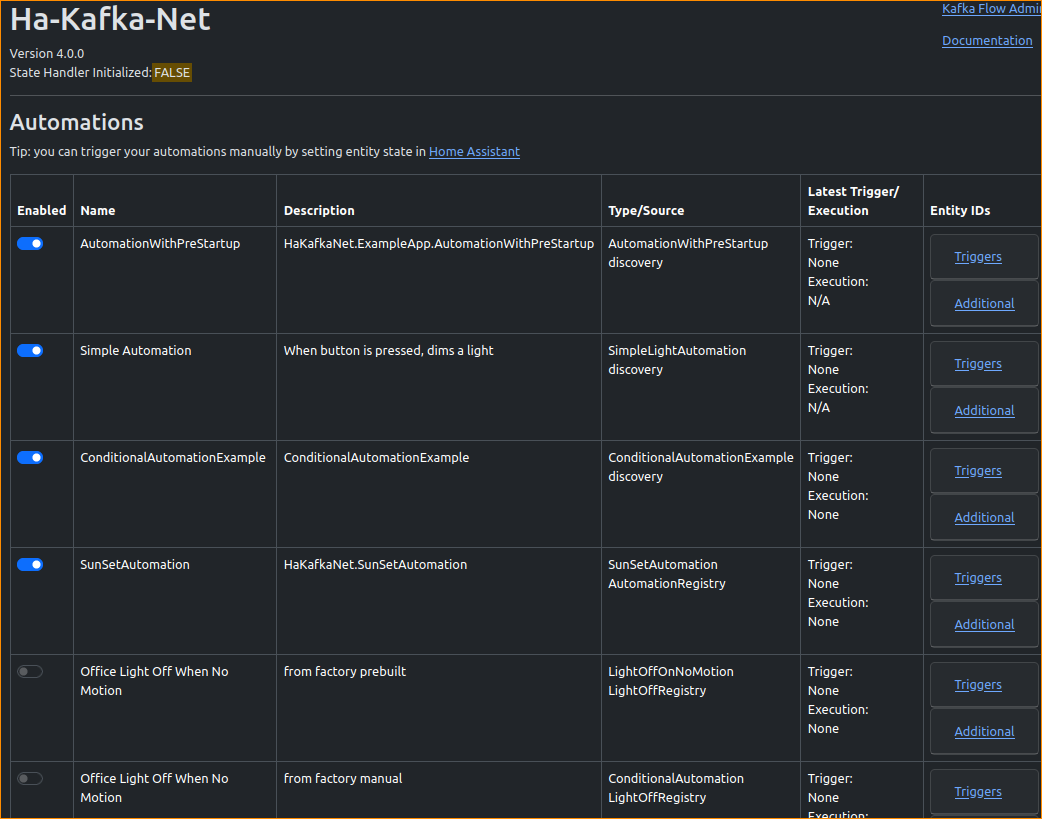 Ha-Kafka-Net
Kafka Flow Admi
Version 4.0.0
Documentation
State Handler Initialized: FALSE
Automations
Tip: you can trigger your automations manually by setting entity state in Home Assistant
Enabled Name Description Type/Source Latest Trigger/ Execution Entity IDs
AutomationWithPreStartup HaKafkaNet.ExampleApp.AutomationWithPreStartup AutomationWithPreStartup Trigger:
discovery None Triggers
Execution:
N/A Additional
Simple Automation When button is pressed, dims a light SimpleLightAutomation Trigger:
discovery None Triggers
Execution:
N/A Additional
ConditionalAutomationExample ConditionalAutomationExample ConditionalAutomationExample Trigger:
discovery None Triggers
Execution:
None Additional
SunSetAutomation HaKafkaNet.SunSetAutomation SunSetAutomation Trigger:
AutomationRegistry None Triggers
Execution:
None Additional
Office Light Off When No from factory prebuilt LightOffOnNoMotion Trigger:
Motion LightOffRegistry None Triggers
Execution:
None Additional
Office Light Off When No from factory manual ConditionalAutomation Trigger:
Motion LightOffRegistry None Triggers
Execution: